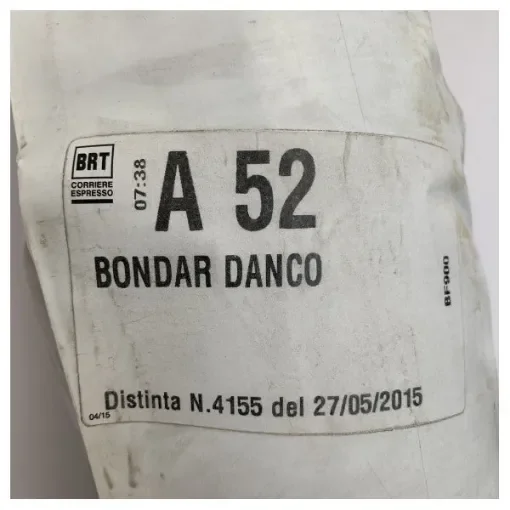 BRT
CORRIERE
ESPRESSO
07:38
A 52
BONDAR DANCO
BF900
Distinta N.4155 del 27/05/2015
04/15